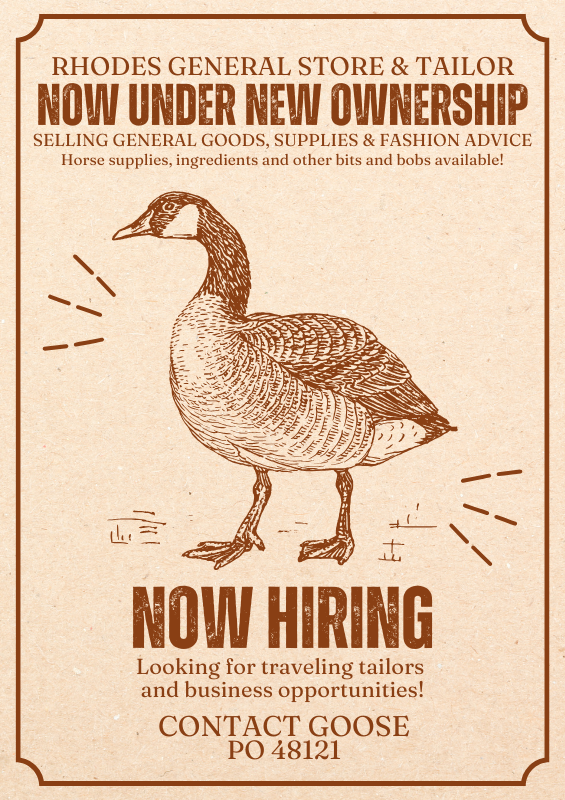 RHODES GENERAL STORE & TAILOR
NOW UNDER NEW OWNERSHIP
SELLING GENERAL GOODS, SUPPLIES & FASHION ADVICE
Horse supplies, ingredients and other bits and bobs available!
NOW HIRING
Looking for traveling tailors
and business opportunities!
CONTACT GOOSE
PO 48121